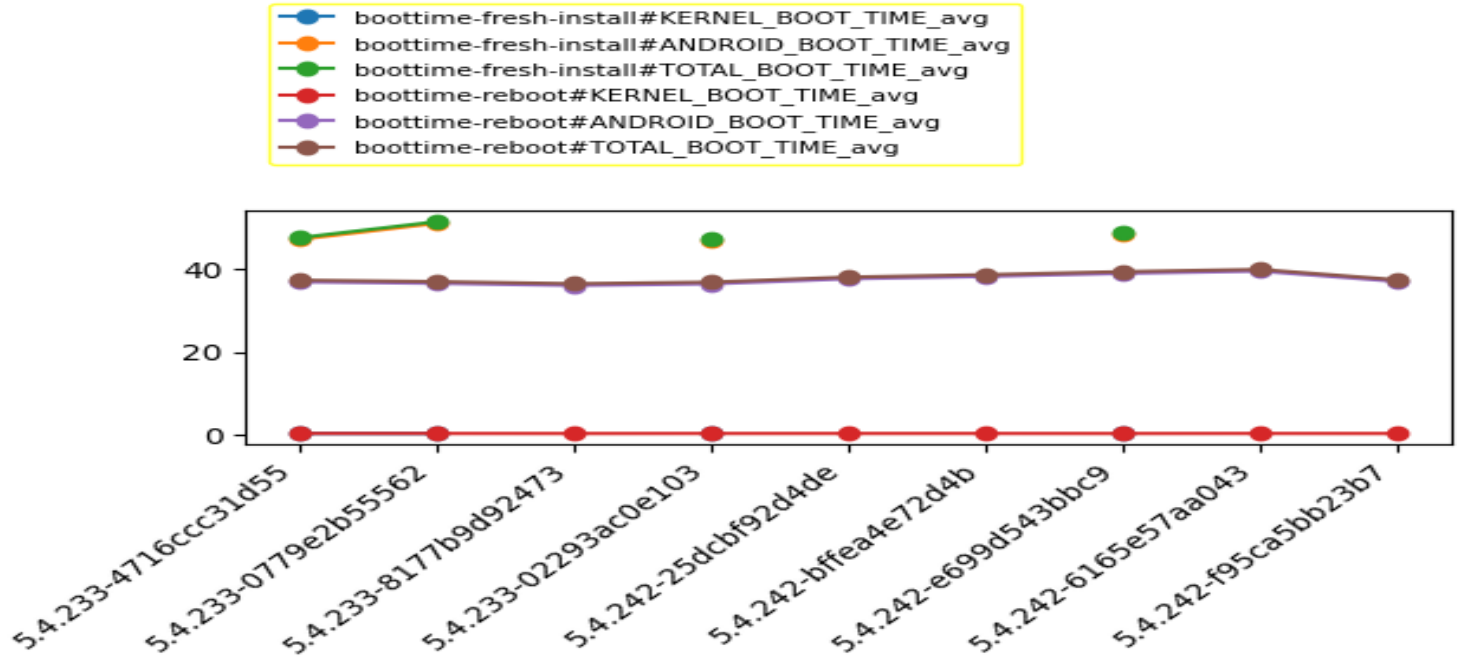 boottime-fresh-install#KERNEL_BOOT_TIME_avg
boottime-fresh-install#ANDROID_BOOT_TIME_avg
boottime-fresh-install#TOTAL_BOOT_TIME_avg
boottime-reboot#KERNEL_BOOT_TIME_avg
boottime-reboot#ANDROID_BOOT_TIME_avg
boottime-reboot#TOTAL_BOOT_TIME_avg
40
20
0
5.4.233-4716ccc31d55
5.4.233-0779e2b55562
5.4.233-8177b9d92473
5.4.233-02293ac0e103
5.4.242-25dcbf92d4de
5.4.242-bffea4e72d4b
5.4.242-e699d543bbc9
5.4.242-6165e57aa043
5.4.242-f95ca5bb23b7